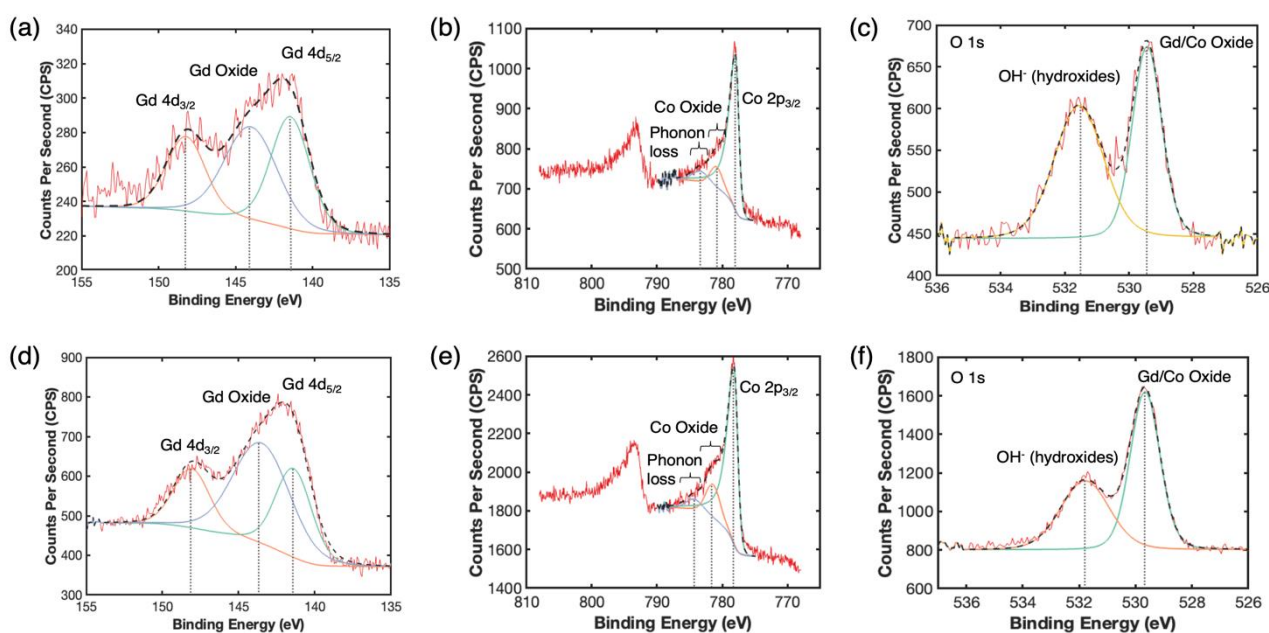 (a)
Gd 4d5/2
Gd Oxide
Gd 4d3/2
340
320
300
280
260
240
220
200
155
150
145
140
135
Counts Per Second (CPS)
Binding Energy (eV)
(b)
Co 2p3/2
Co Oxide
Phonon
loss
1100
1000
900
800
700
600
500
810
800
790
780
770
Counts Per Second (CPS)
Binding Energy (eV)
(c)
O 1s
Gd/Co Oxide
OH- (hydroxides)
700
650
600
550
500
450
400
536
534
532
530
528
526
Counts Per Second (CPS)
Binding Energy (eV)
(d)
Gd 4d5/2
Gd Oxide
Gd 4d3/2
900
800
700
600
500
400
300
155
150
145
140
135
Counts Per Second (CPS)
Binding Energy (eV)
(e)
Co 2p3/2
Co Oxide
Phonon
loss
2600
2400
2200
2000
1800
1600
1400
810
800
790
780
770
Counts Per Second (CPS)
Binding Energy (eV)
(f)
O 1s
Gd/Co Oxide
OH- (hydroxides)
1800
1600
1400
1200
1000
800
600
536
534
532
530
528
526
Counts Per Second (CPS)
Binding Energy (eV)